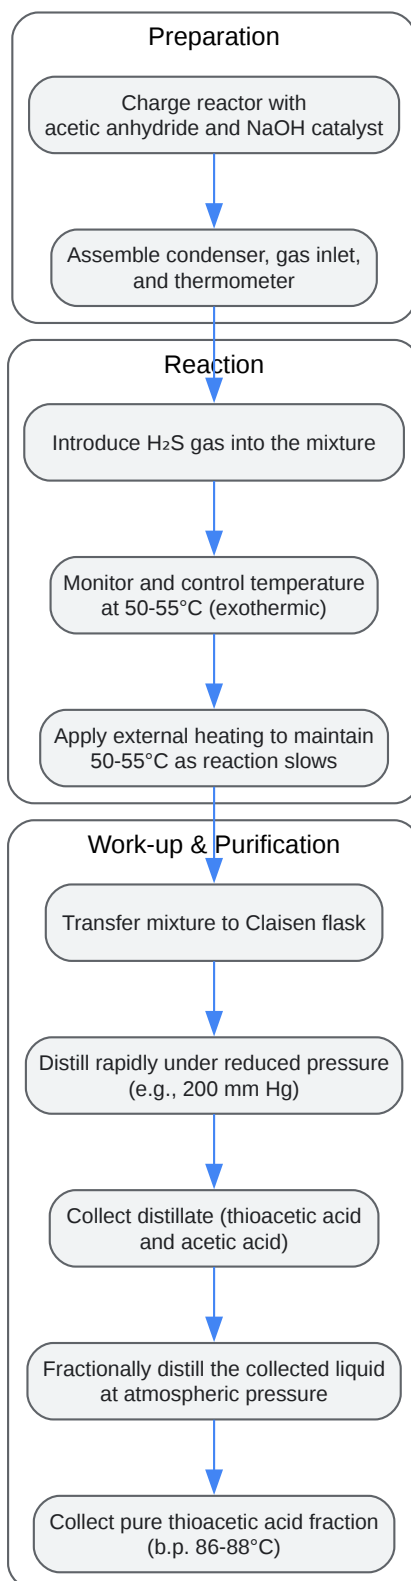 Preparation
Charge reactor with
acetic anhydride and NaOH catalyst
Assemble condenser, gas inlet,
and thermometer
Reaction
Introduce H₂S gas into the mixture
Monitor and control temperature
at 50-55°C (exothermic)
Apply external heating to maintain
50-55°C as reaction slows
Work-up & Purification
Transfer mixture to Claisen flask
Distill rapidly under reduced pressure
(e.g., 200 mm Hg)
Collect distillate (thioacetic acid
and acetic acid)
Fractionally distill the collected liquid
at atmospheric pressure
Collect pure thioacetic acid fraction
(b.p. 86-88°C)